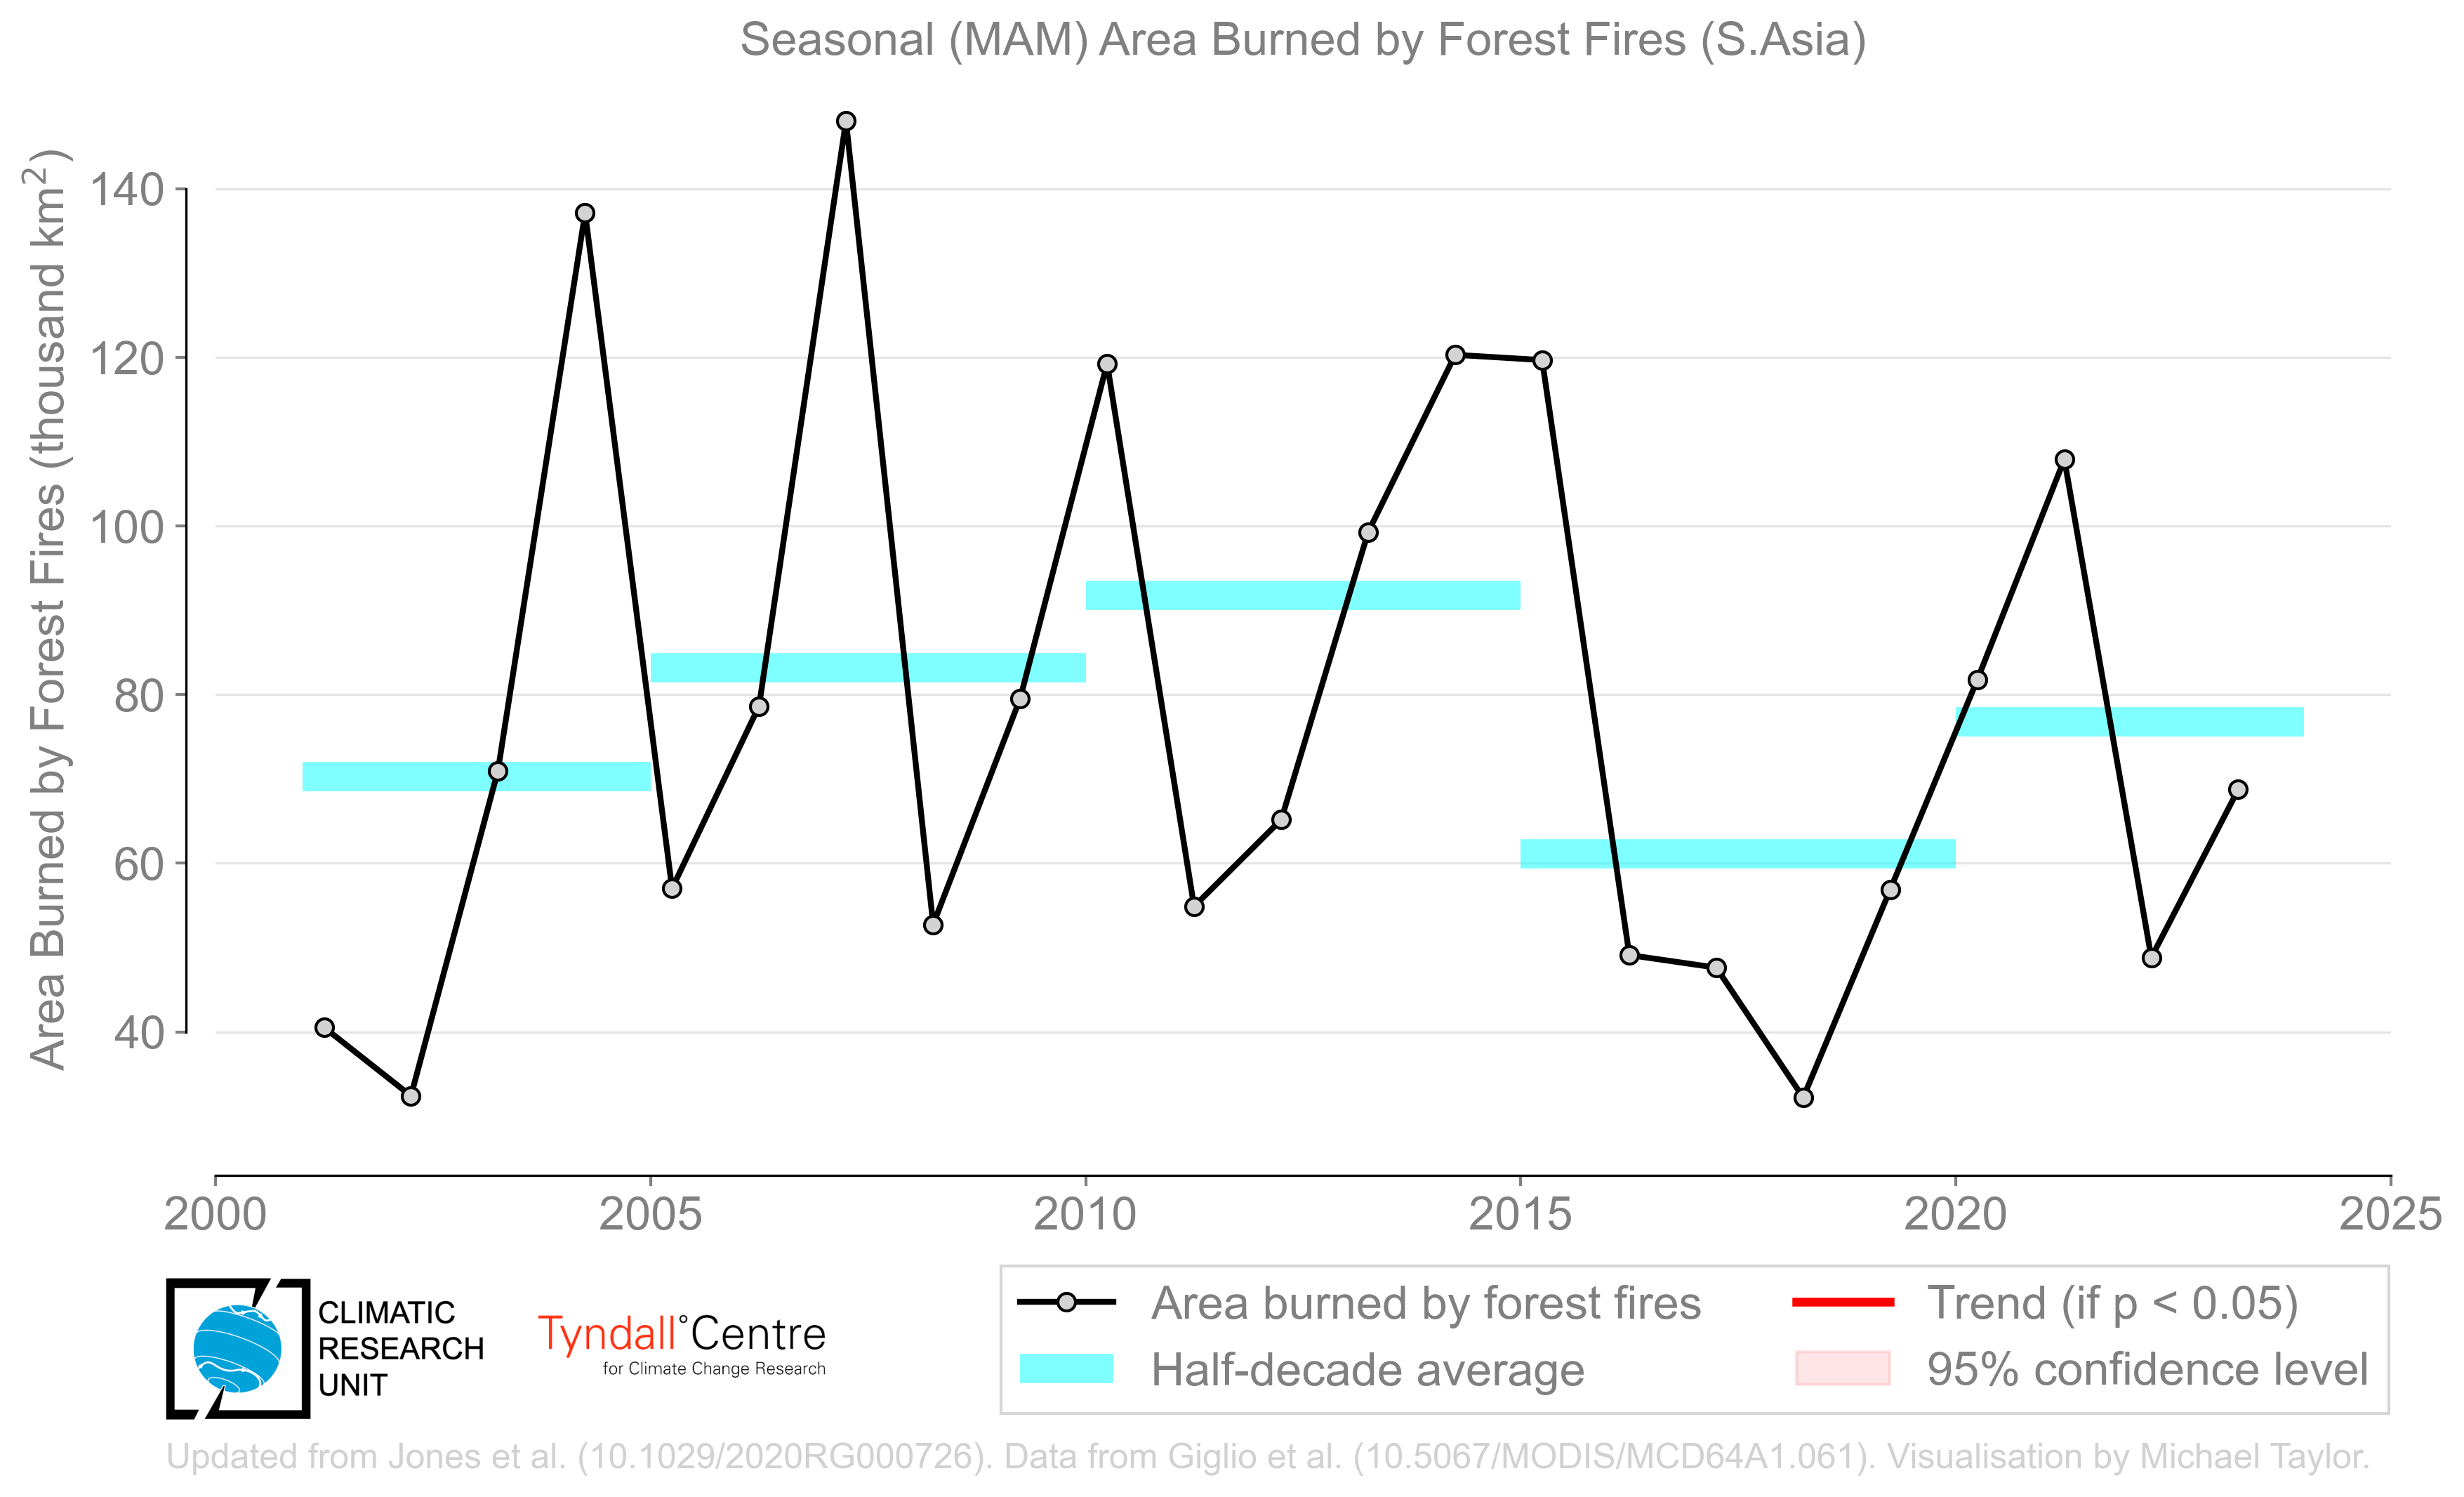 Seasonal (MAM) Area Burned by Forest Fires (S.Asia)
Area Burned by Forest Fires (thousand km²)
140
120
100
80
60
40
2000 2005 2010 2015 2020 2025
CLIMATIC
RESEARCH
UNIT
Tyndall°Centre
for Climate Change Research
Area burned by forest fires
Half-decade average
Trend (if p < 0.05)
95% confidence level
Updated from Jones et al. (10.1029/2020RG000726). Data from Giglio et al. (10.5067/MODIS/MCD64A1.061). Visualisation by Michael Taylor.